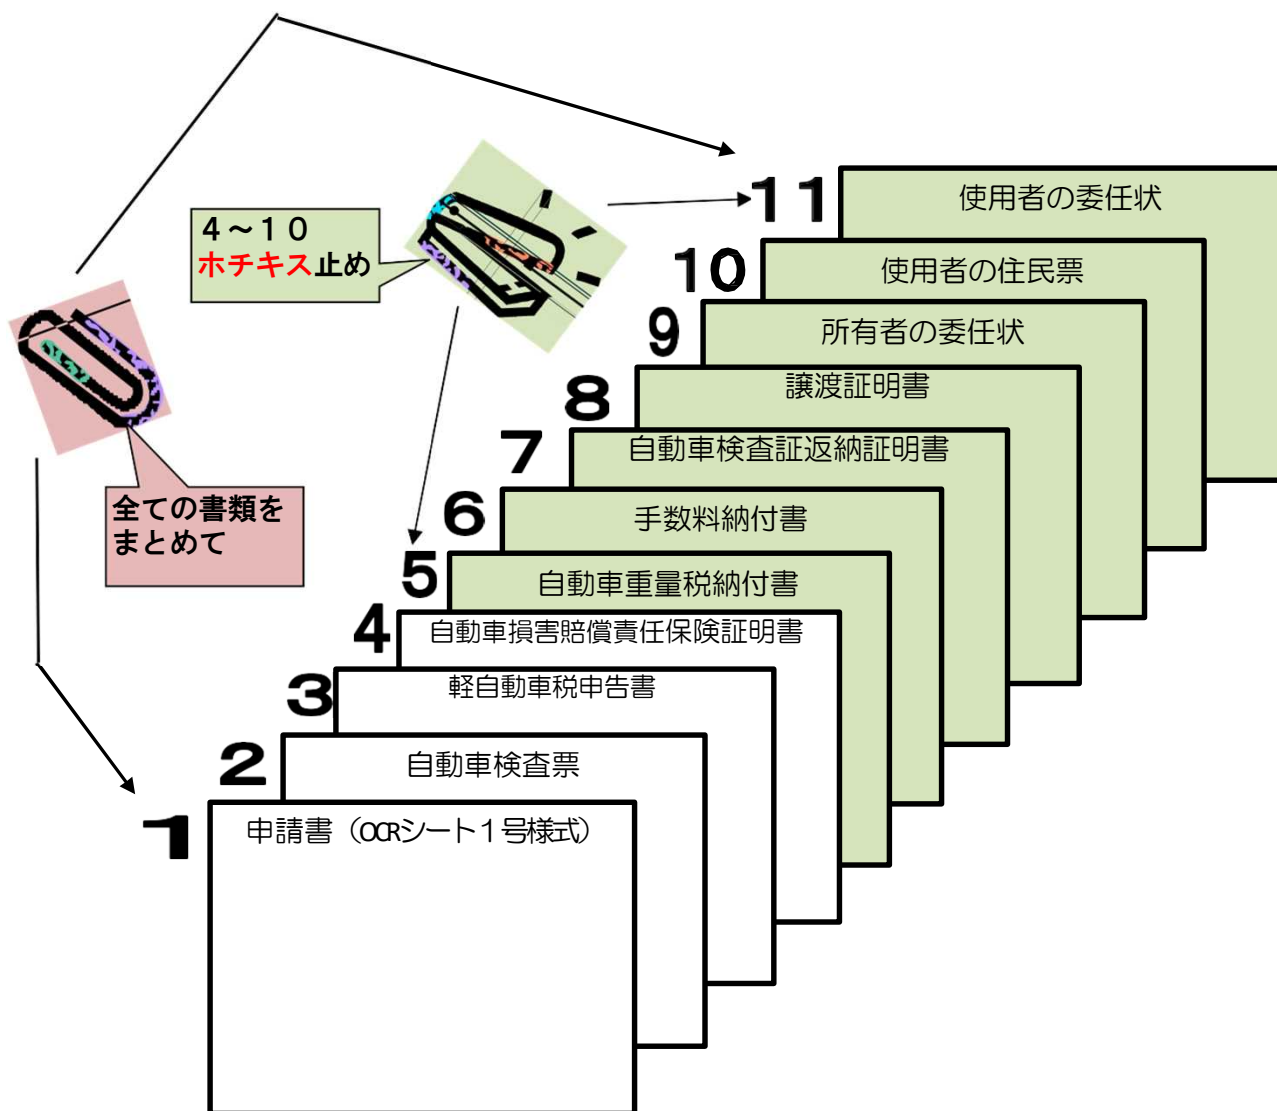 11
使用者の委任状
4～10
ホチキス止め
10
使用者の住民票
9
所有者の委任状
8
譲渡証明書
7
自動車検査証返納証明書
全ての書類を
まとめて
6
手数料納付書
5
自動車重量税納付書
4
自動車損害賠償責任保険証明書
3
軽自動車税申告書
2
自動車検査票
1
申請書（OCRシート１号様式）